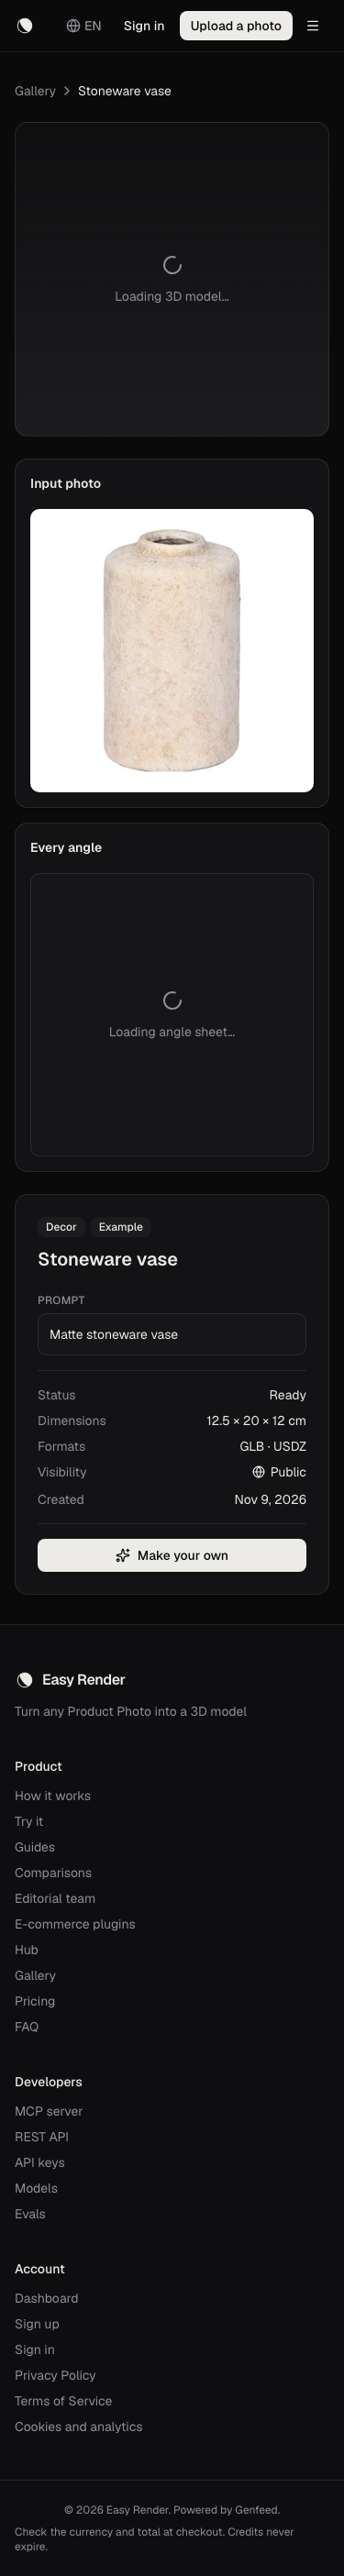 EN Sign in Upload a photo
Gallery Stoneware vase
Loading 3D model...
Input photo
Every angle
Loading angle sheet...
Decor Example
Stoneware vase
PROMPT
Matte stoneware vase
Status Ready
Dimensions 12.5 × 20 × 12 cm
Formats GLB · USDZ
Visibility Public
Created Nov 9, 2026
Make your own
Easy Render
Turn any Product Photo into a 3D model
Product
How it works
Try it
Guides
Comparisons
Editorial team
E-commerce plugins
Hub
Gallery
Pricing
FAQ
Developers
MCP server
REST API
API keys
Models
Evals
Account
Dashboard
Sign up
Sign in
Privacy Policy
Terms of Service
Cookies and analytics
© 2026 Easy Render. Powered by Genfeed.
Check the currency and total at checkout. Credits never
expire.